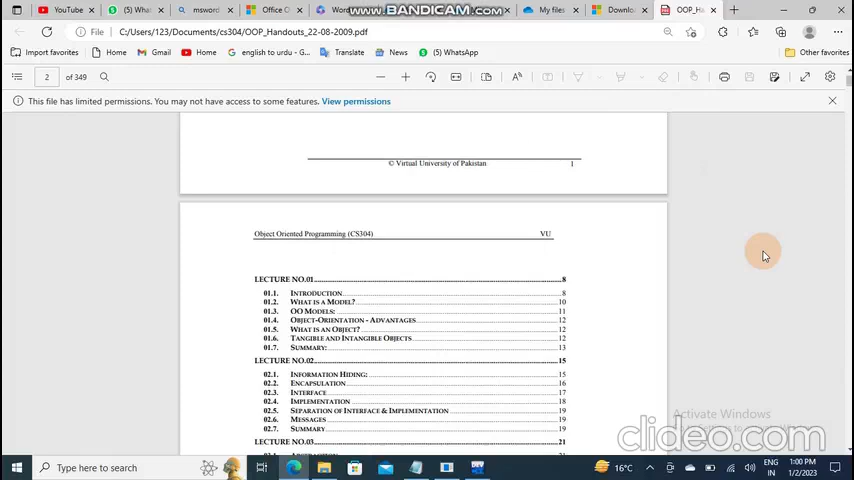 YouTube
(5) What
msword
Office O
Word
www.BANDICAM.com
My files
Downl
OOP_Ha
File
C:/Users/123/Documents/cs304/OOP_Handouts_22-08-2009.pdf
Import favorites
Gmail
Home
YouTube
Home
english to urdu - G...
Translate
News
(5) WhatsApp
Other favorites
2
of 349
This file has limited permissions. You may not have access to some features.
View permissions
© Virtual University of Pakistan 1
Object Oriented Programming (CS304) VU
LECTURE NO.01 8
01.1. INTRODUCTION 8
01.2. WHAT IS A MODEL? 10
01.3. OO MODELS: 11
01.4. OBJECT-ORIENTATION - ADVANTAGES 12
01.5. WHAT IS AN OBJECT? 12
01.6. TANGIBLE AND INTANGIBLE OBJECTS 12
01.7. SUMMARY: 13
LECTURE NO.02 15
02.1. INFORMATION HIDING: 15
02.2. ENCAPSULATION 16
02.3. INTERFACE 17
02.4. IMPLEMENTATION 18
02.5. SEPARATION OF INTERFACE & IMPLEMENTATION 19
02.6. MESSAGES 19
02.7. SUMMARY 19
LECTURE NO.03 21
Activate Windows
clideo.com
Type here to search
16°C
ENG
IN
1:00 PM
1/2/2023